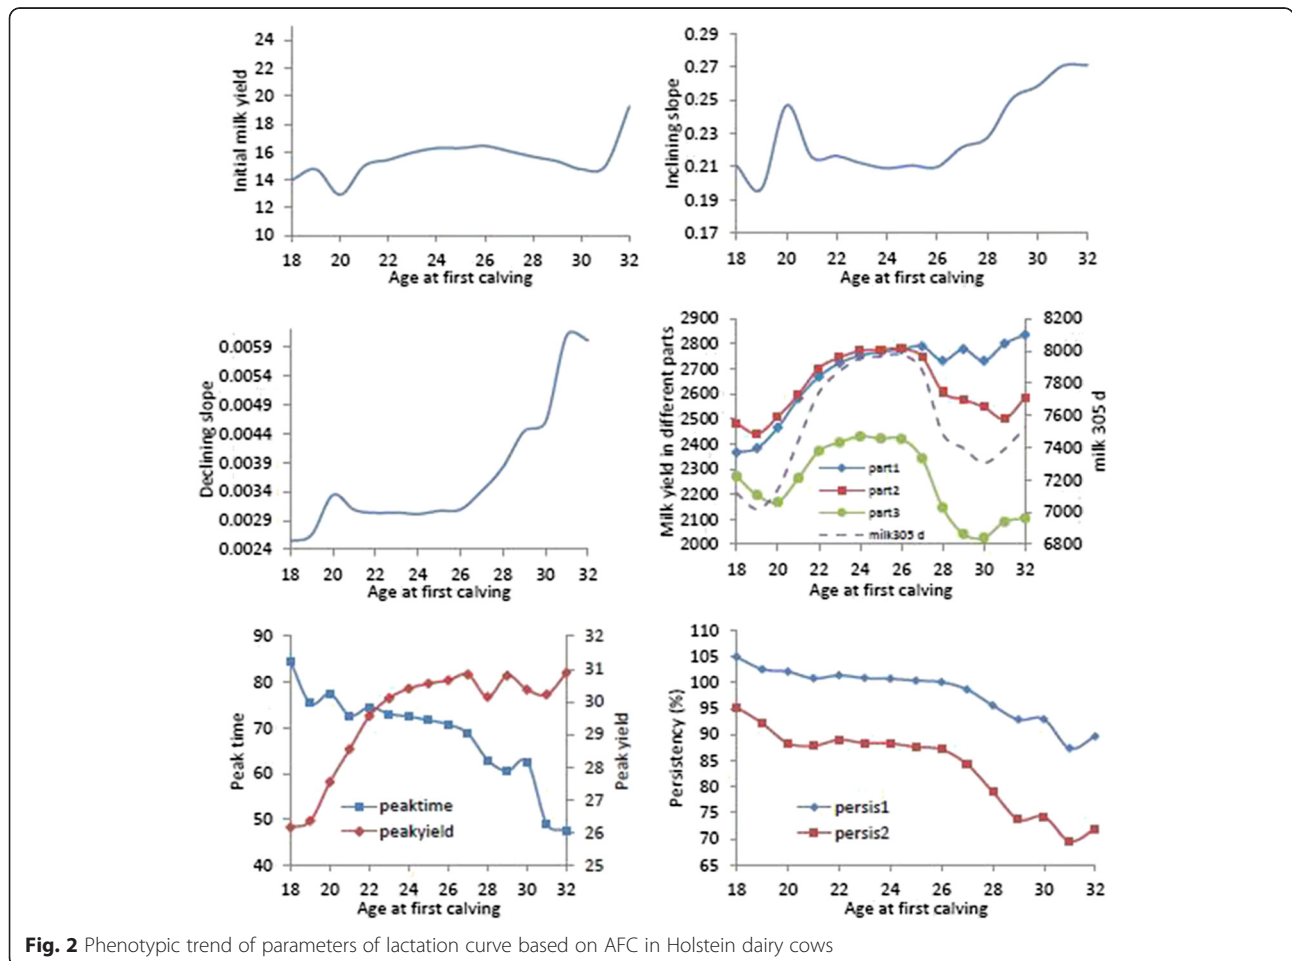 24
22
20
18
16
14
12
10
Initial milk yield
18 20 22 24 26 28 30 32
Age at first calving
0.29
0.27
0.25
0.23
0.21
0.19
0.17
Inclining slope
18 20 22 24 26 28 30 32
Age at first calving
0.0059
0.0054
0.0049
0.0044
0.0039
0.0034
0.0029
0.0024
Declining slope
18 20 22 24 26 28 30 32
Age at first calving
2900
2800
2700
2600
2500
2400
2300
2200
2100
2000
Milk yield in different parts
8200
8000
7800
7600
7400
7200
7000
6800
milk 305 d
part1
part2
part3
milk305 d
18 20 22 24 26 28 30 32
Age at first calving
90
80
70
60
50
40
Peak time
32
31
30
29
28
27
26
25
Peak yield
peaktime
peakyield
18 20 22 24 26 28 30 32
Age at first calving
110
105
100
95
90
85
80
75
70
65
Persistency (%)
persis1
persis2
18 20 22 24 26 28 30 32
Age at first calving
Fig. 2 Phenotypic trend of parameters of lactation curve based on AFC in Holstein dairy cows